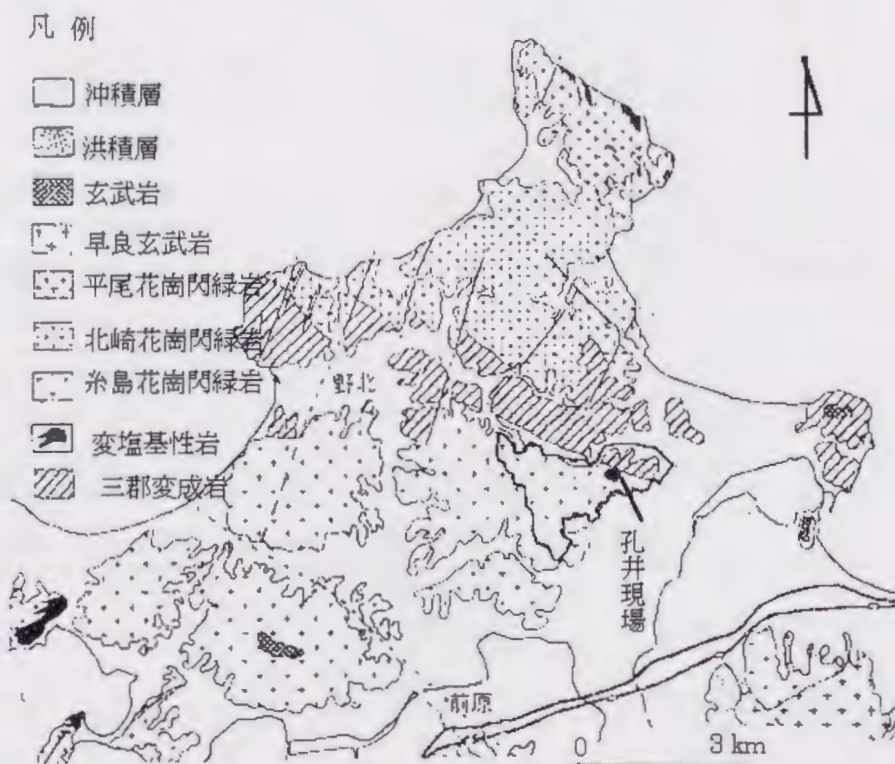 凡例
沖積層
洪積層
玄武岩
早良玄武岩
平尾花崗閃緑岩
北崎花崗閃緑岩
糸島花崗閃緑岩
変塩基性岩
三郡変成岩
野北
孔井現場
前原
0 3 km